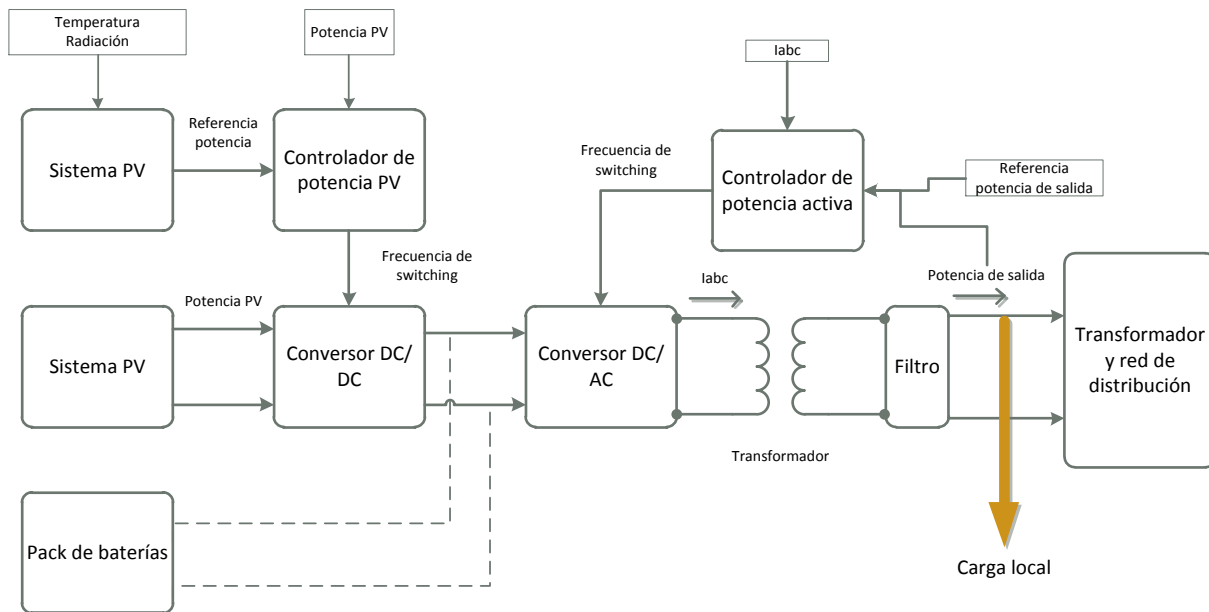 Temperatura
Radiación
Potencia PV
Iabc
Referencia
potencia
Sistema PV
Controlador de
potencia PV
Frecuencia de
switching
Controlador de
potencia activa
Referencia
potencia de salida
Frecuencia de
switching
Potencia PV
Iabc
Potencia de salida
Sistema PV
Conversor DC/
DC
Conversor DC/
AC
Filtro
Transformador
y red de
distribución
Transformador
Pack de baterías
Carga local